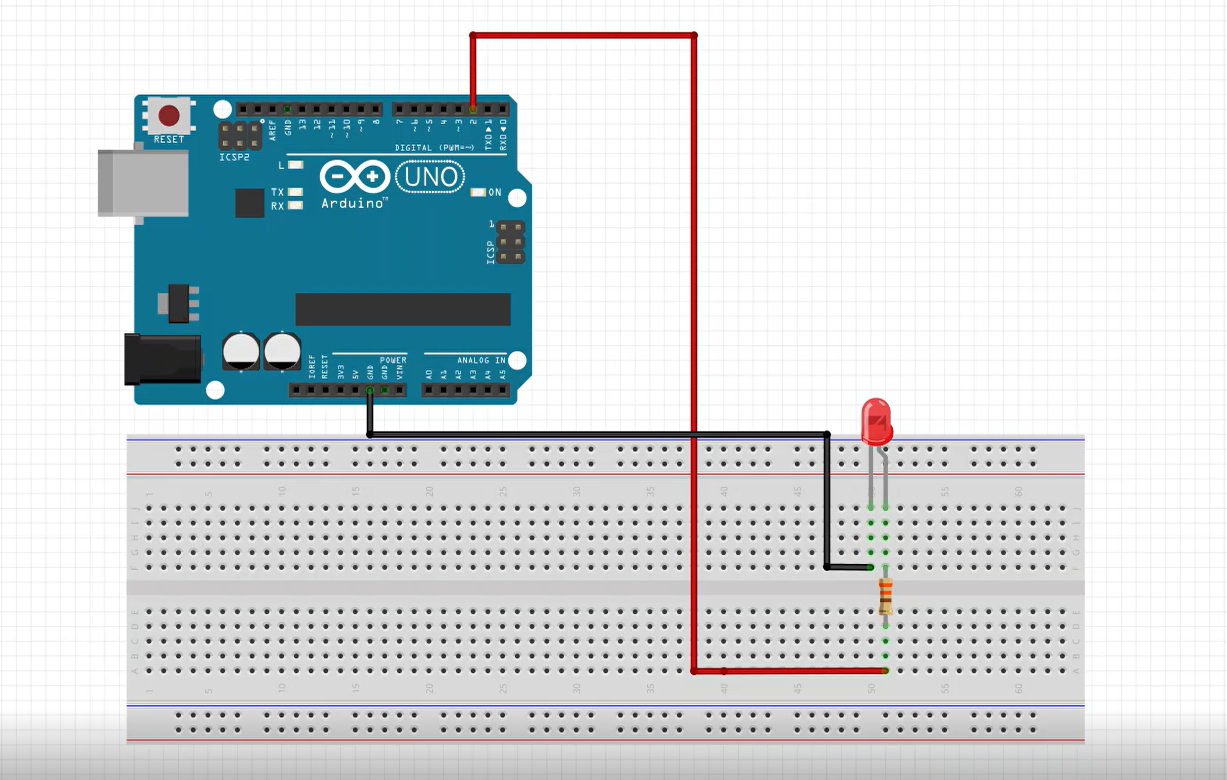 RESET
ICSP2
AREF
GND
13
12
~11
~10
~9
8
7
~6
~5
4
~3
2
TXD▲1
RXD◄0
DIGITAL (PWM=~)
L
TX
RX
UNO
ON
Arduino™
1
ICSP
IOREF
RESET
3V3
5V
GND
GND
VIN
POWER
ANALOG IN
A0
A1
A2
A3
A4
A5
1 5 10 15 20 25 30 35 40 45 50 55 60
J J
I I
H H
G G
F F
E E
D D
C C
B B
A A
1 5 10 15 20 25 30 35 40 45 50 55 60